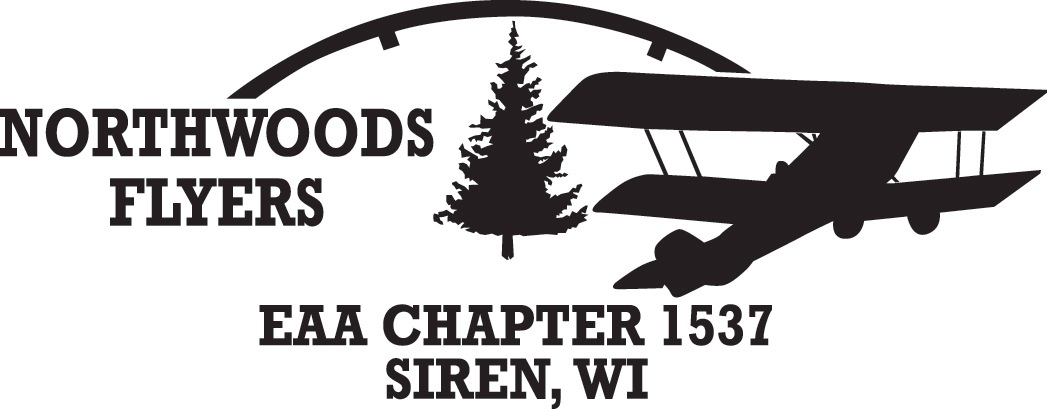 NORTHWOODS
FLYERS
EAA CHAPTER 1537
SIREN, WI